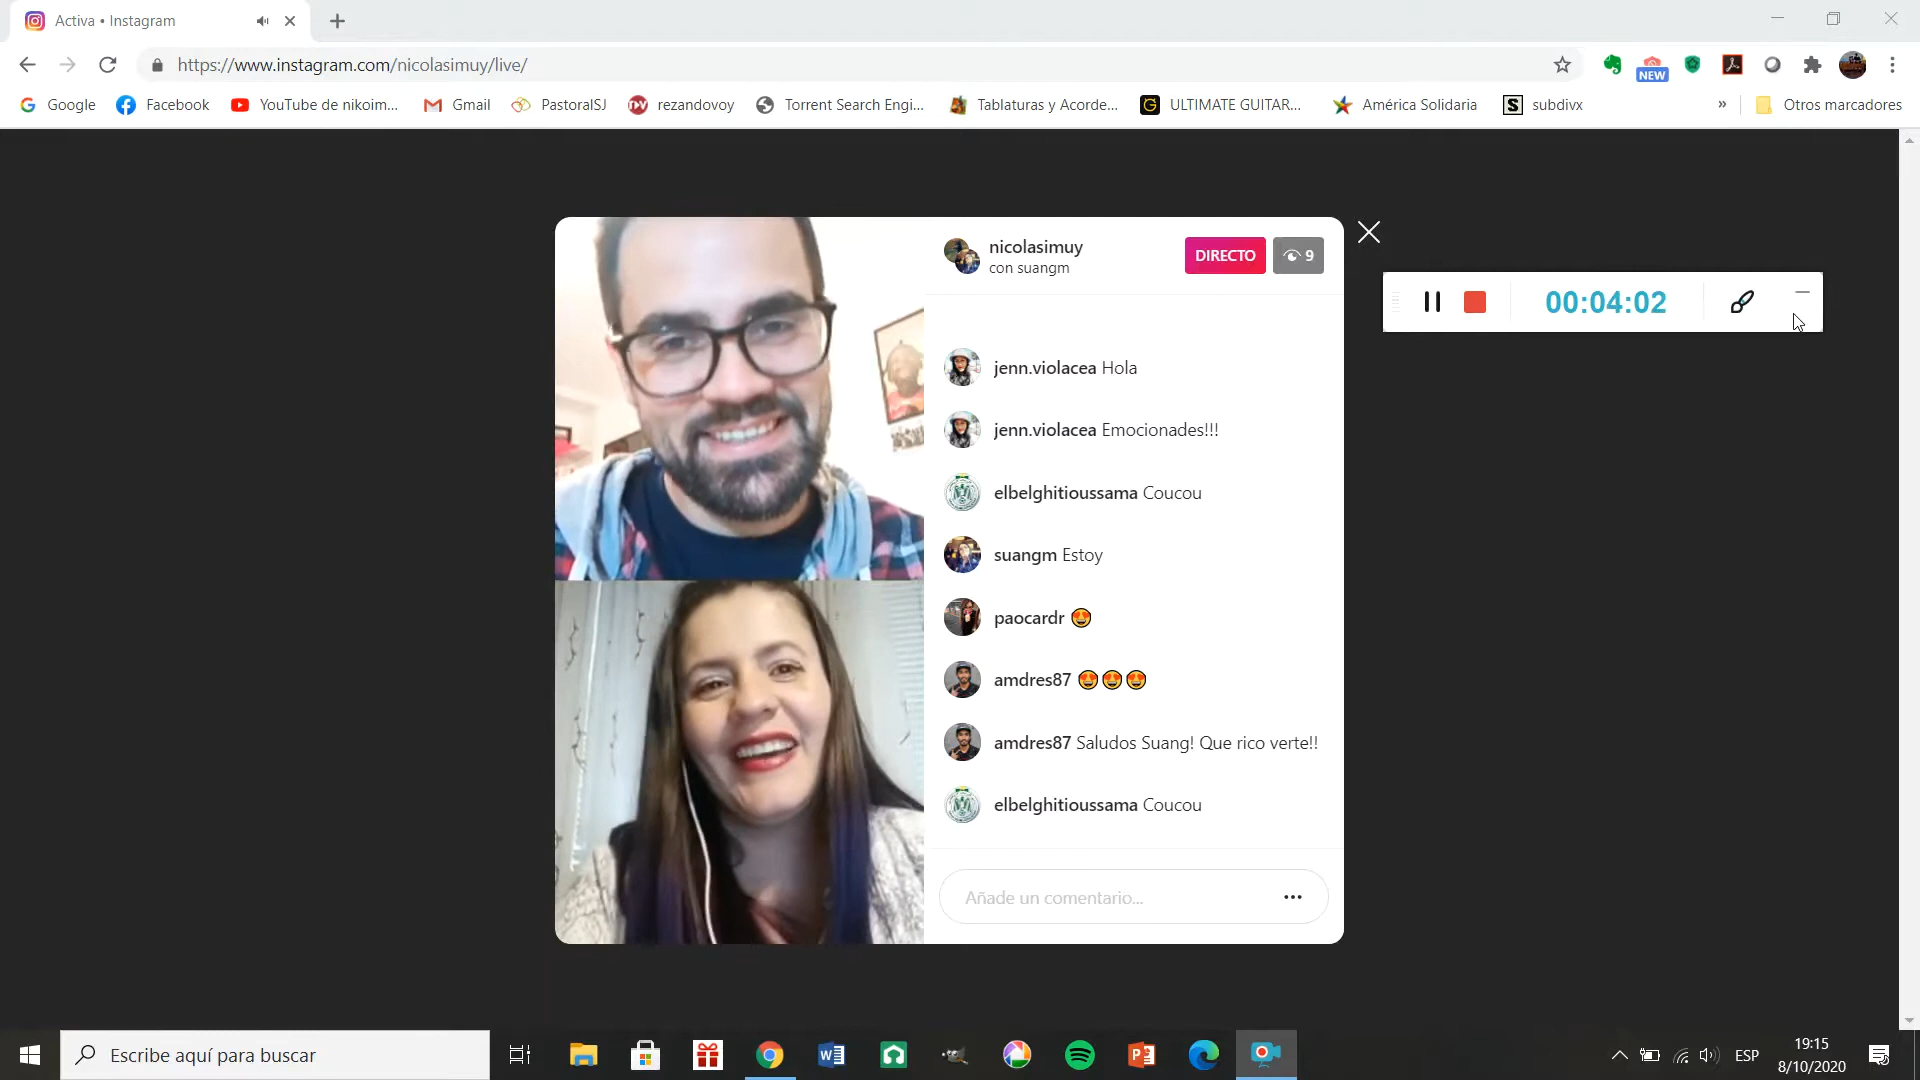 Activa • Instagram
https://www.instagram.com/nicolasimuy/live/
NEW
Google
Facebook
YouTube de nikoim...
Gmail
PastoralSJ
rezandovoy
Torrent Search Engi...
Tablaturas y Acorde...
ULTIMATE GUITAR...
América Solidaria
subdivx
»
Otros marcadores
nicolasimuy
con suangm
DIRECTO
9
00:04:02
jenn.violacea Hola
jenn.violacea Emocionades!!!
elbelghitioussama Coucou
suangm Estoy
paocardr 😍
amdres87 😍😍😍
amdres87 Saludos Suang! Que rico verte!!
elbelghitioussama Coucou
Añade un comentario...
Escribe aquí para buscar
ESP
19:15
8/10/2020